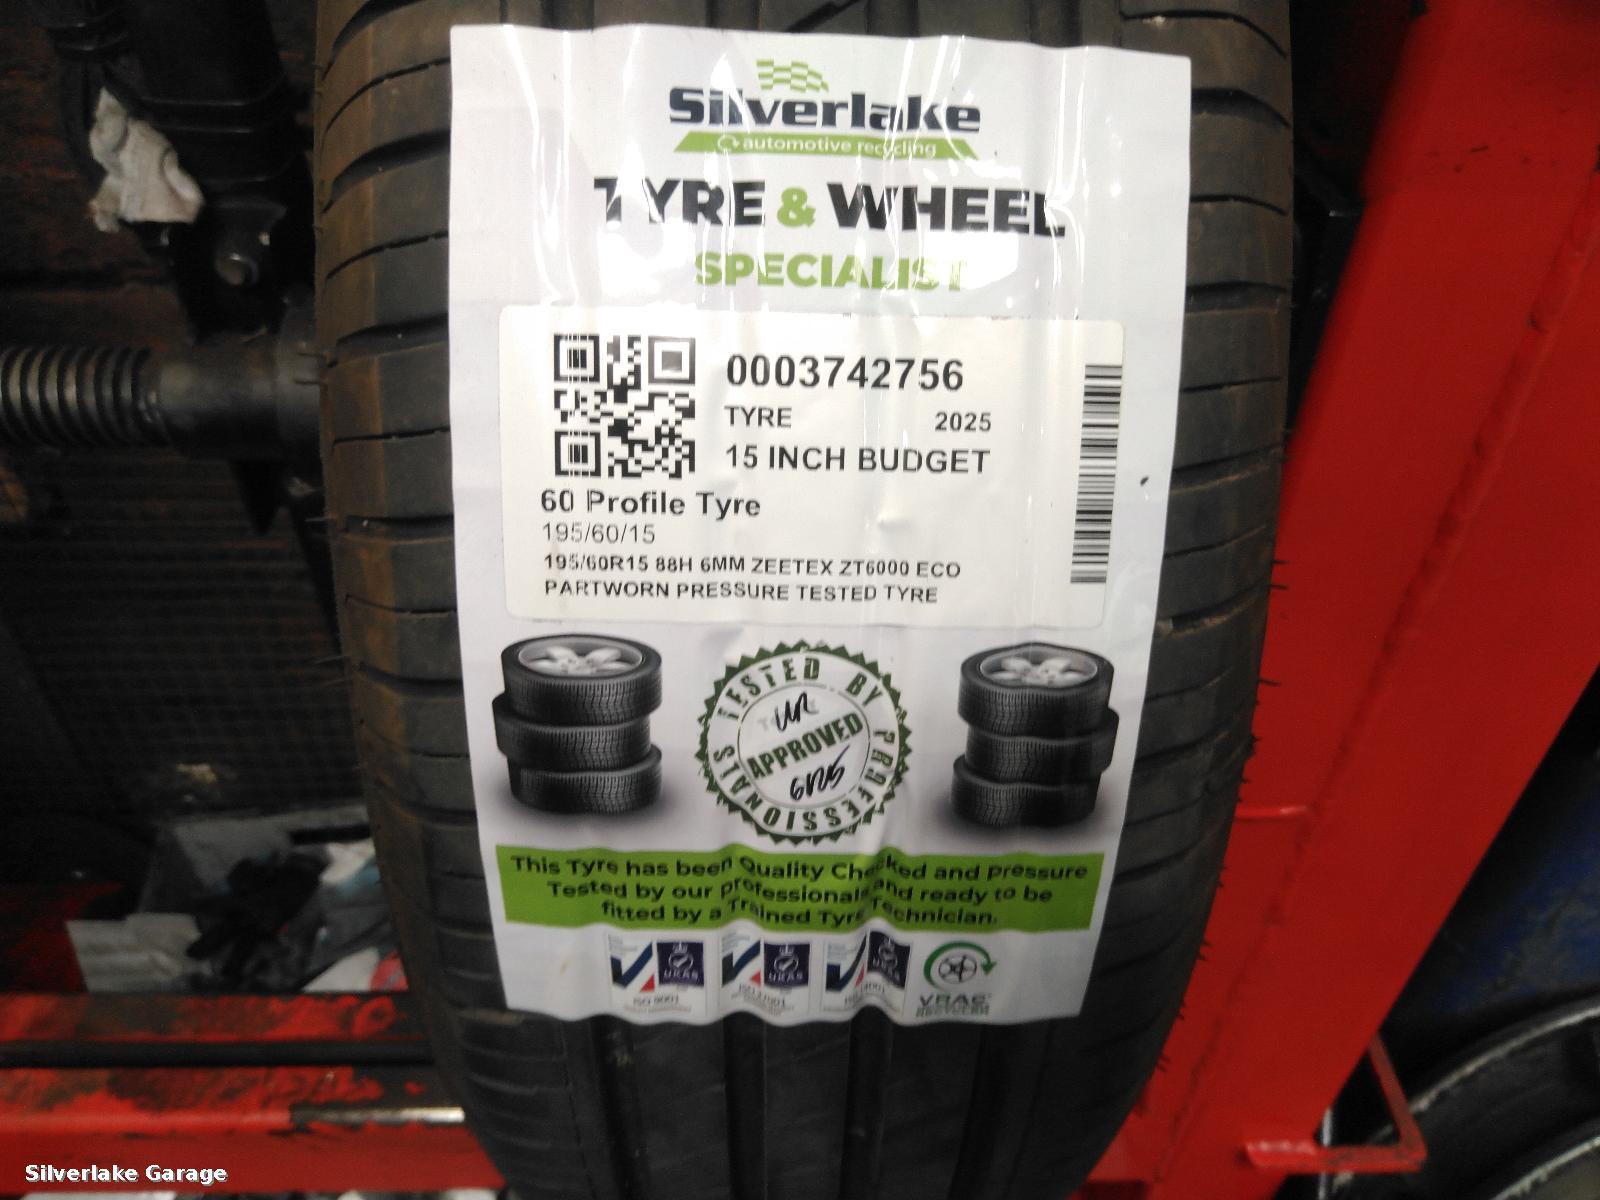 Silverlake
automotive recycling
TYRE & WHEEL
SPECIALIST
0003742756
TYRE 2025
15 INCH BUDGET
60 Profile Tyre
195/60/15
195/60R15 88H 6MM ZEETEX ZT6000 ECO
PARTWORN PRESSURE TESTED TYRE
TESTED BY PROFESSIONALS
APPROVED
This Tyre has been Quality Checked and Pressure
Tested by our professionals and ready to be
fitted by a Trained Tyre Technician.
UKAS UKAS UKAS
ISO 9001
VRAC
RECYCLER
Silverlake Garage